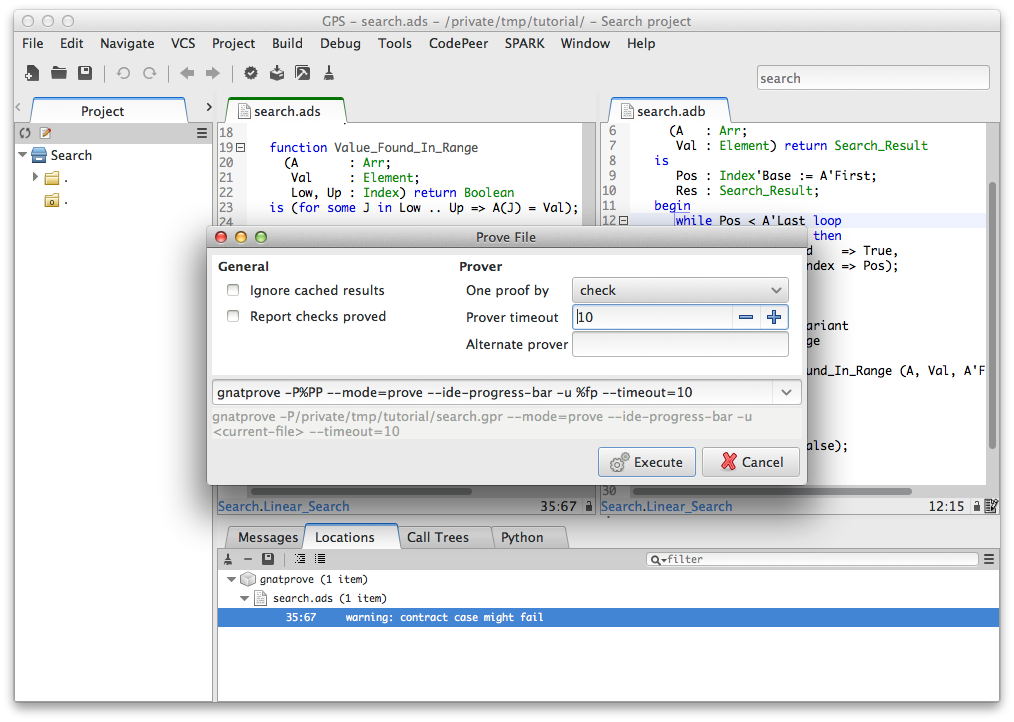 GPS – search.ads – /private/tmp/tutorial/ – Search project
File Edit Navigate VCS Project Build Debug Tools CodePeer SPARK Window Help
search
Project
Search
.
.
search.ads
18
19 function Value_Found_In_Range
20 (A : Arr;
21 Val : Element;
22 Low, Up : Index) return Boolean
23 is (for some J in Low .. Up => A(J) = Val);
24
search.adb
6 (A : Arr;
7 Val : Element) return Search_Result
8 is
9 Pos : Index'Base := A'First;
10 Res : Search_Result;
11 begin
12 while Pos < A'Last loop
then
=> True,
ndex => Pos);
ariant
ge
und_In_Range (A, Val, A'F
alse);
30
Prove File
General
Ignore cached results
Report checks proved
Prover
One proof by check
Prover timeout 10
Alternate prover
gnatprove -P%PP --mode=prove --ide-progress-bar -u %fp --timeout=10
gnatprove -P/private/tmp/tutorial/search.gpr --mode=prove --ide-progress-bar -u
<current-file> --timeout=10
Execute Cancel
Search.Linear_Search 35:67
Search.Linear_Search 12:15
Messages Locations Call Trees Python
filter
gnatprove (1 item)
search.ads (1 item)
35:67 warning: contract case might fail